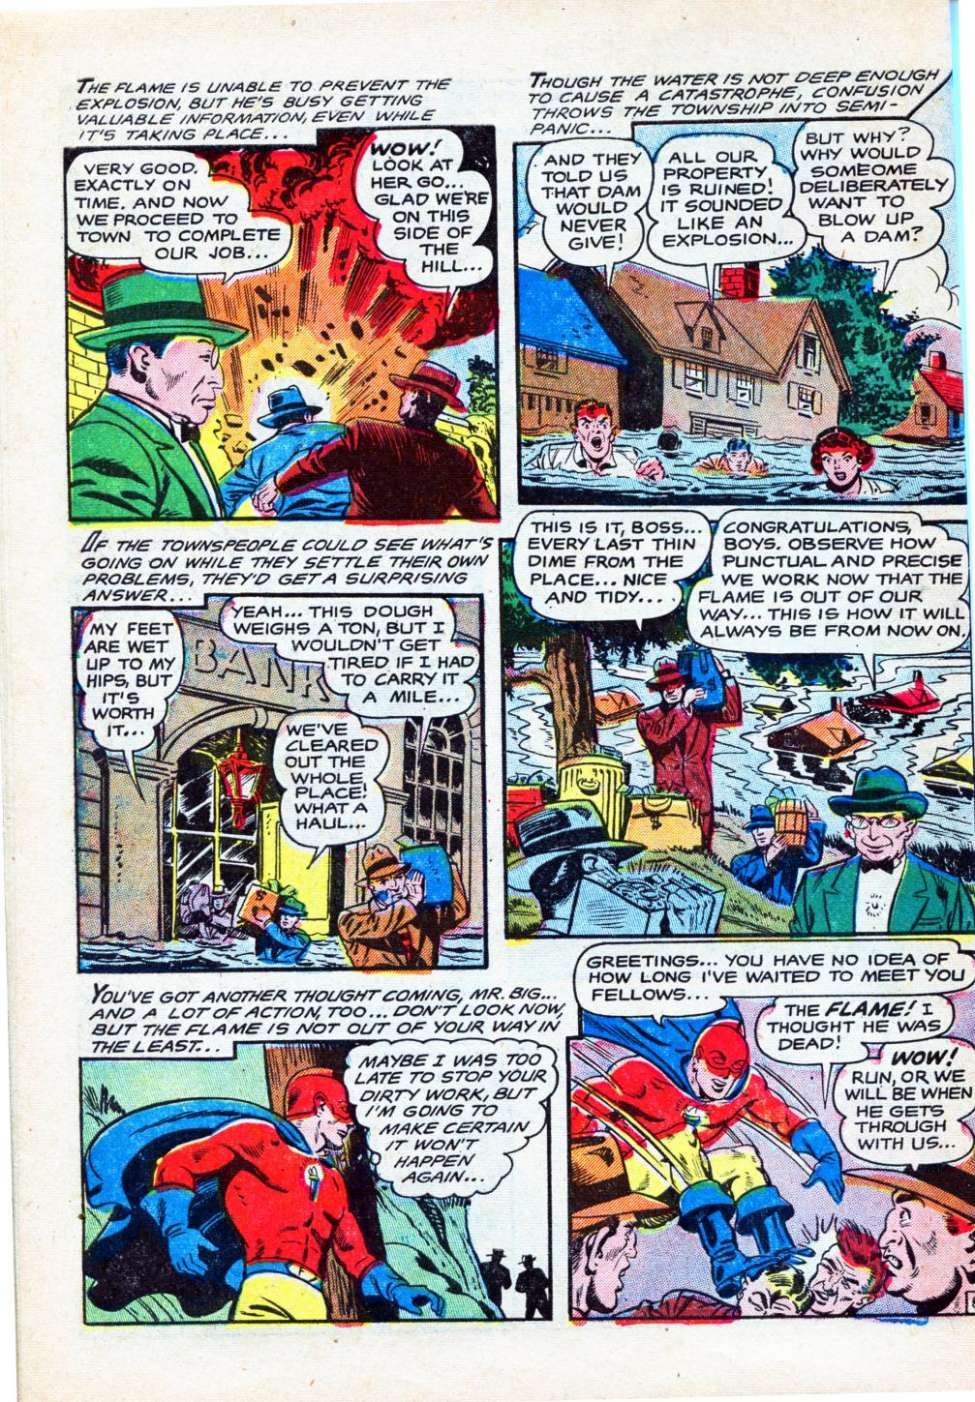 THE FLAME IS UNABLE TO PREVENT THE
EXPLOSION, BUT HE'S BUSY GETTING
VALUABLE INFORMATION, EVEN WHILE
IT'S TAKING PLACE...
VERY GOOD.
EXACTLY ON
TIME. AND NOW
WE PROCEED TO
TOWN TO COMPLETE
OUR JOB...
WOW!
LOOK AT
HER GO...
GLAD WE'RE
ON THIS
SIDE OF
THE
HILL...
THOUGH THE WATER IS NOT DEEP ENOUGH
TO CAUSE A CATASTROPHE, CONFUSION
THROWS THE TOWNSHIP INTO SEMI-
PANIC...
AND THEY
TOLD US
THAT DAM
WOULD
NEVER
GIVE!
ALL OUR
PROPERTY
IS RUINED!
IT SOUNDED
LIKE AN
EXPLOSION...
BUT WHY?
WHY WOULD
SOMEONE
DELIBERATELY
WANT TO
BLOW UP
A DAM?
IF THE TOWNSPEOPLE COULD SEE WHAT'S
GOING ON WHILE THEY SETTLE THEIR OWN
PROBLEMS, THEY'D GET A SURPRISING
ANSWER...
MY FEET
ARE WET
UP TO MY
HIPS, BUT
IT'S
WORTH
IT...
YEAH... THIS DOUGH
WEIGHS A TON, BUT I
WOULDN'T GET
TIRED IF I HAD
TO CARRY IT
A MILE...
BANK
WE'VE
CLEARED
OUT THE
WHOLE
PLACE!
WHAT A
HAUL...
THIS IS IT, BOSS...
EVERY LAST THIN
DIME FROM THE
PLACE... NICE
AND TIDY...
CONGRATULATIONS,
BOYS. OBSERVE HOW
PUNCTUAL AND PRECISE
WE WORK NOW THAT THE
FLAME IS OUT OF OUR
WAY... THIS IS HOW IT WILL
ALWAYS BE FROM NOW ON.
YOU'VE GOT ANOTHER THOUGHT COMING, MR. BIG...
AND A LOT OF ACTION, TOO... DON'T LOOK NOW,
BUT THE FLAME IS NOT OUT OF YOUR WAY IN
THE LEAST...
MAYBE I WAS TOO
LATE TO STOP YOUR
DIRTY WORK, BUT
I'M GOING TO
MAKE CERTAIN
IT WON'T
HAPPEN
AGAIN...
GREETINGS... YOU HAVE NO IDEA OF
HOW LONG I'VE WAITED TO MEET YOU
FELLOWS...
THE FLAME! I
THOUGHT HE WAS
DEAD!
WOW!
RUN, OR WE
WILL BE WHEN
HE GETS
THROUGH
WITH US...